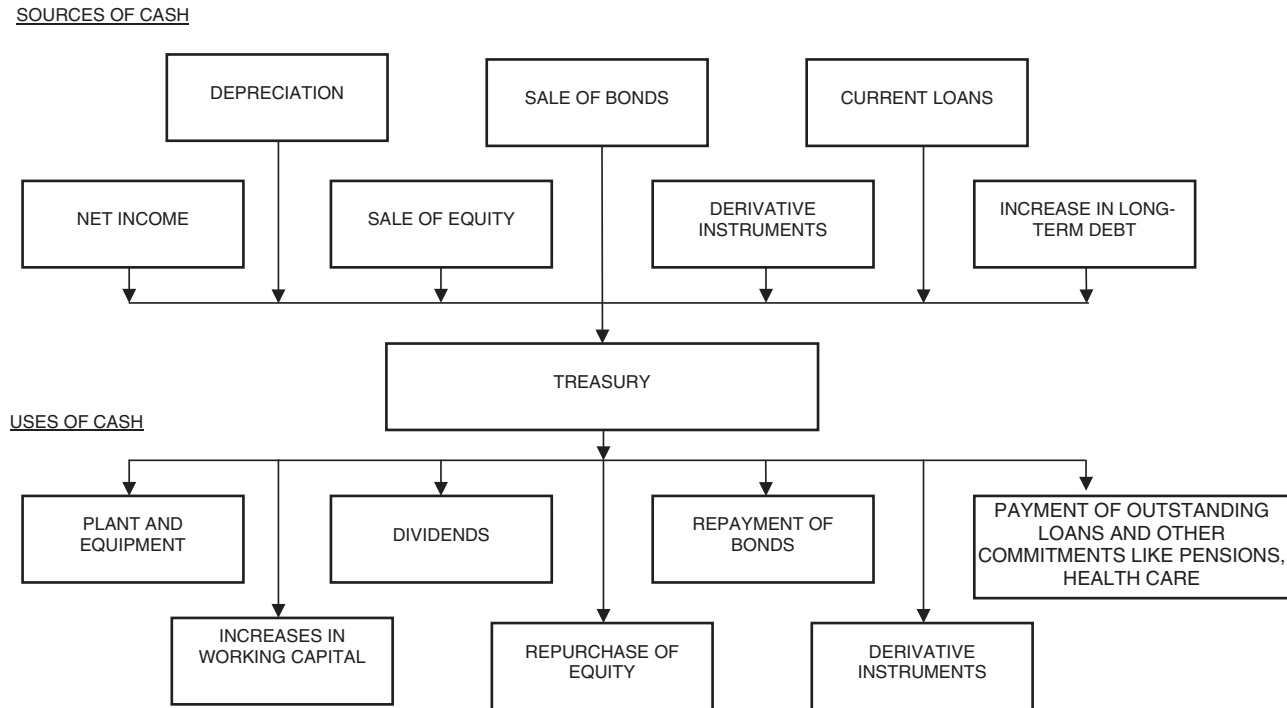 SOURCES OF CASH
DEPRECIATION
SALE OF BONDS
CURRENT LOANS
NET INCOME
SALE OF EQUITY
DERIVATIVE
INSTRUMENTS
INCREASE IN LONG-
TERM DEBT
TREASURY
USES OF CASH
PLANT AND
EQUIPMENT
DIVIDENDS
REPAYMENT OF
BONDS
PAYMENT OF OUTSTANDING
LOANS AND OTHER
COMMITMENTS LIKE PENSIONS,
HEALTH CARE
INCREASES IN
WORKING CAPITAL
REPURCHASE OF
EQUITY
DERIVATIVE
INSTRUMENTS